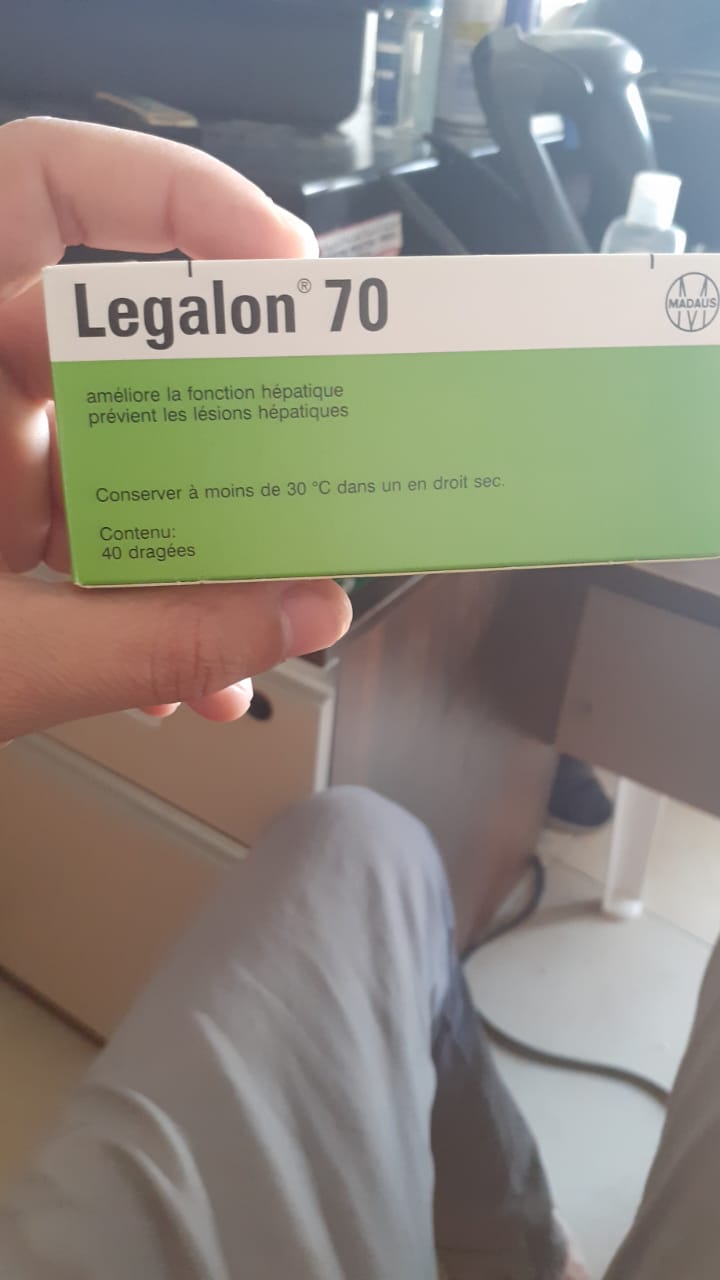 Legalon® 70
MADAUS
améliore la fonction hépatique
prévient les lésions hépatiques
Conserver à moins de 30 °C dans un en droit sec.
Contenu:
40 dragées